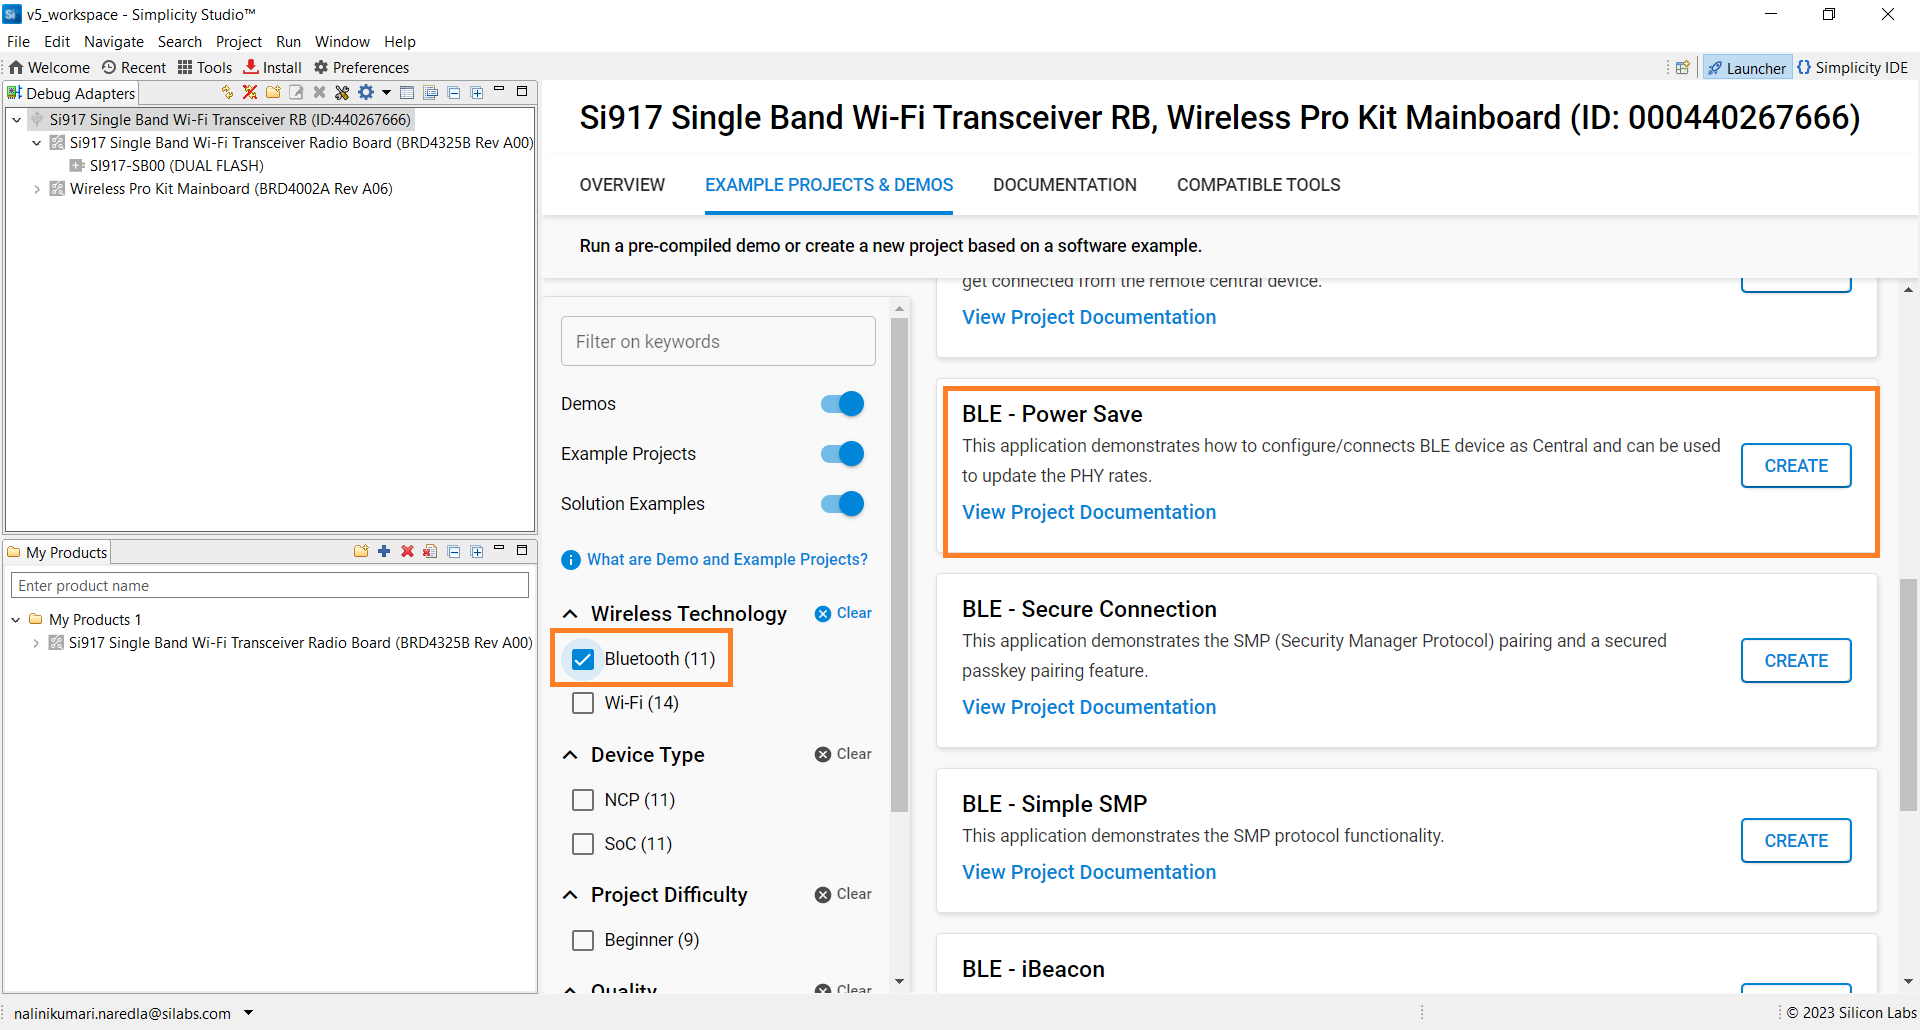 v5_workspace - Simplicity Studio™
File Edit Navigate Search Project Run Window Help
Welcome Recent Tools Install Preferences
Launcher {} Simplicity IDE
Debug Adapters
Si917 Single Band Wi-Fi Transceiver RB (ID:440267666)
Si917 Single Band Wi-Fi Transceiver Radio Board (BRD4325B Rev A00)
SI917-SB00 (DUAL FLASH)
Wireless Pro Kit Mainboard (BRD4002A Rev A06)
My Products
Enter product name
My Products 1
Si917 Single Band Wi-Fi Transceiver Radio Board (BRD4325B Rev A00)
Si917 Single Band Wi-Fi Transceiver RB, Wireless Pro Kit Mainboard (ID: 000440267666)
OVERVIEW EXAMPLE PROJECTS & DEMOS DOCUMENTATION COMPATIBLE TOOLS
Run a pre-compiled demo or create a new project based on a software example.
Filter on keywords
Demos
Example Projects
Solution Examples
What are Demo and Example Projects?
Wireless Technology Clear
Bluetooth (11)
Wi-Fi (14)
Device Type Clear
NCP (11)
SoC (11)
Project Difficulty Clear
Beginner (9)
Quality Clear
get connected from the remote central device.
View Project Documentation
BLE - Power Save
This application demonstrates how to configure/connects BLE device as Central and can be used
to update the PHY rates.
CREATE
View Project Documentation
BLE - Secure Connection
This application demonstrates the SMP (Security Manager Protocol) pairing and a secured
passkey pairing feature.
CREATE
View Project Documentation
BLE - Simple SMP
This application demonstrates the SMP protocol functionality.
CREATE
View Project Documentation
BLE - iBeacon
nalinikumari.naredla@silabs.com
© 2023 Silicon Labs